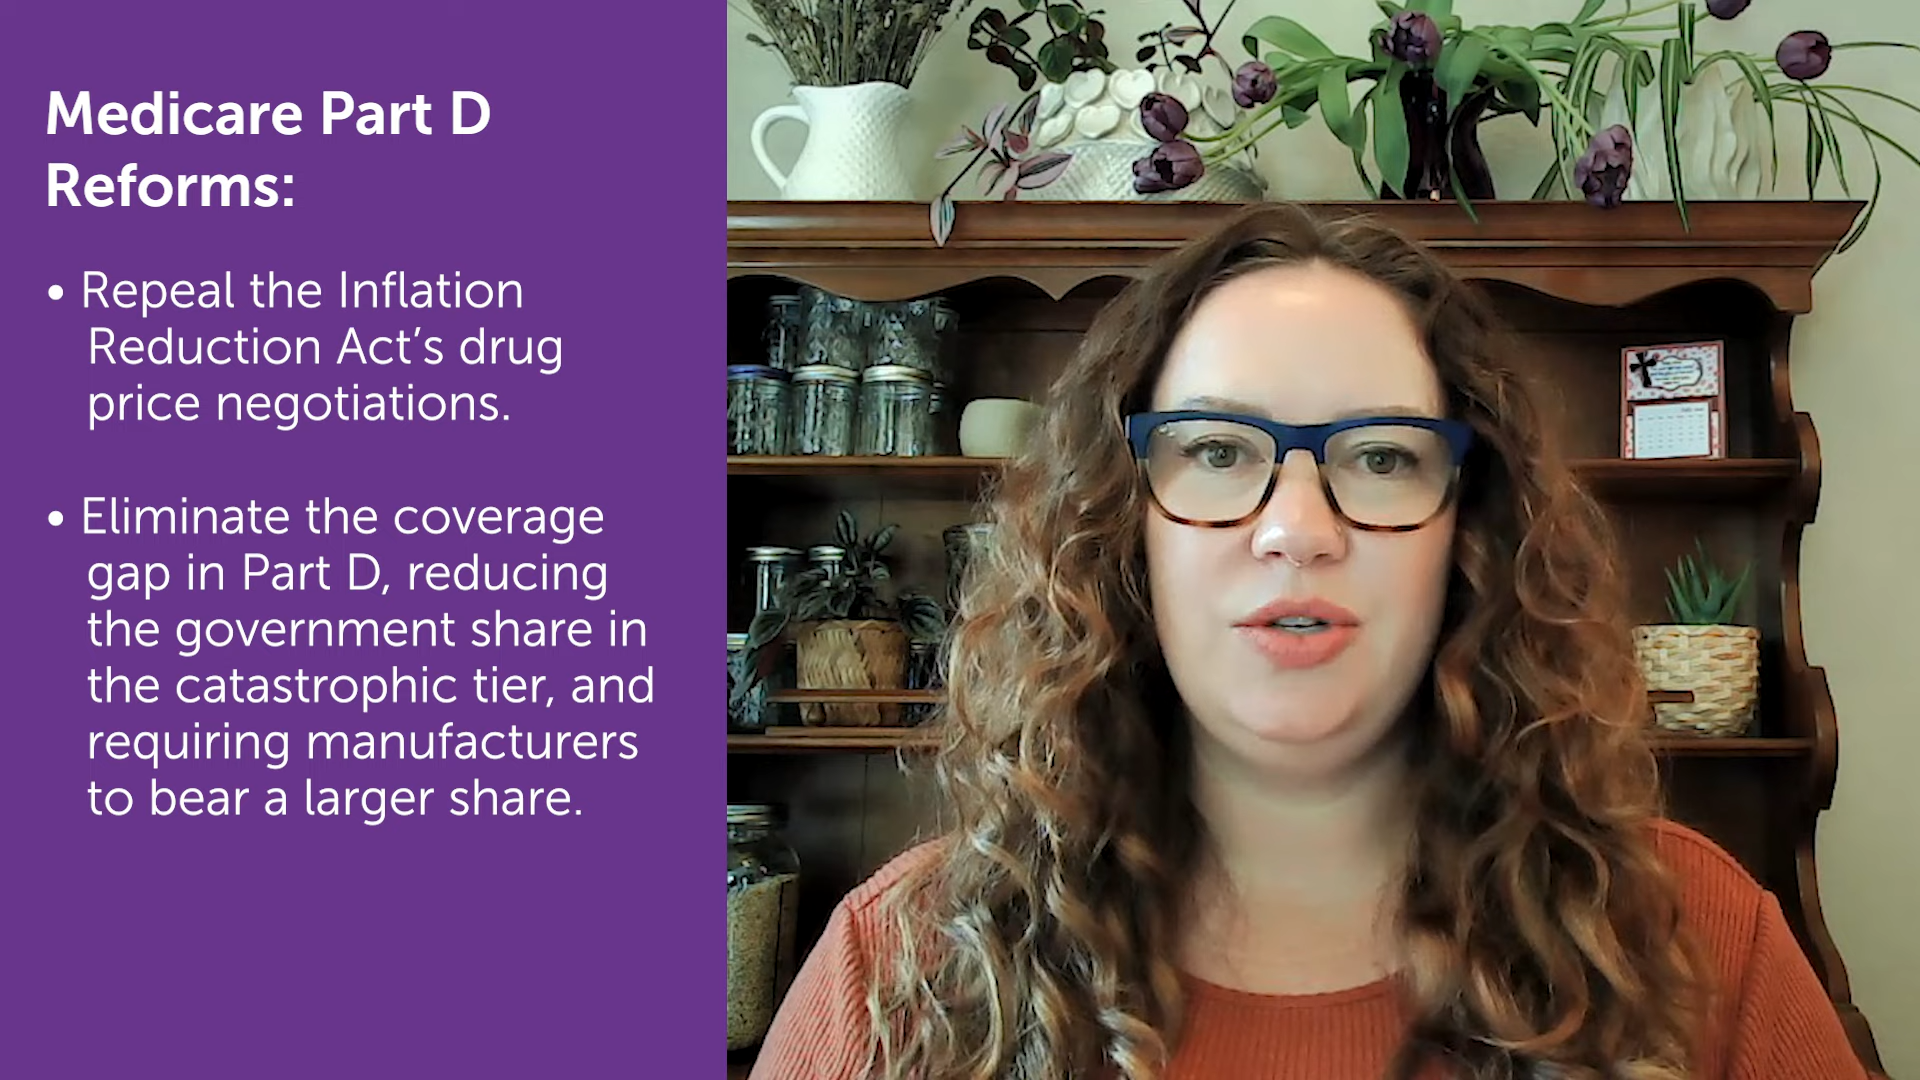 Medicare Part D
Reforms:
• Repeal the Inflation
Reduction Act’s drug
price negotiations.
• Eliminate the coverage
gap in Part D, reducing
the government share in
the catastrophic tier, and
requiring manufacturers
to bear a larger share.